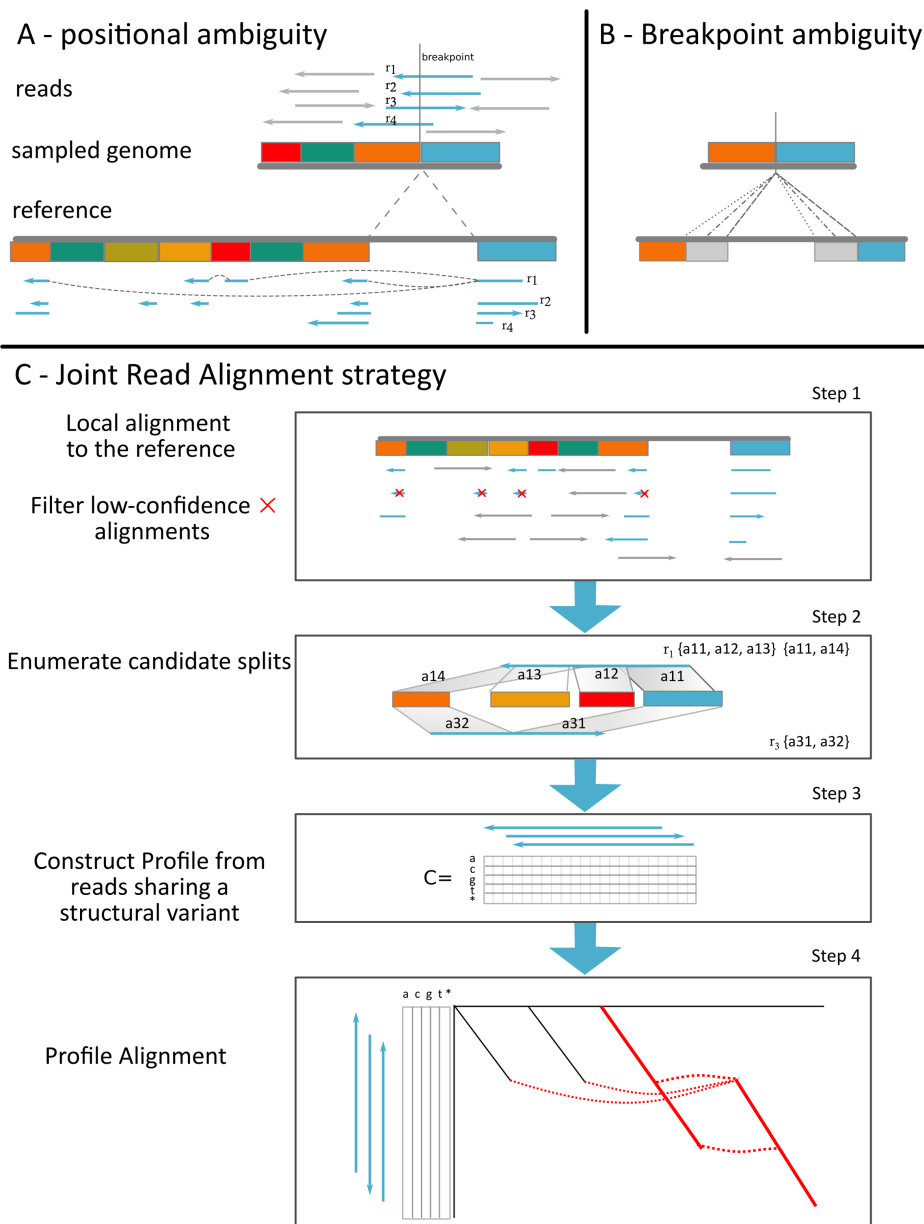 A - positional ambiguity
breakpoint
r1
r2
r3
r4
reads
sampled genome
reference
r1
r2
r3
r4
B - Breakpoint ambiguity
C - Joint Read Alignment strategy
Step 1
Local alignment
to the reference
Filter low-confidence
alignments
Step 2
Enumerate candidate splits
r1 {a11, a12, a13} {a11, a14}
a14
a13
a12
a11
a32
a31
r3 {a31, a32}
Step 3
Construct Profile from
reads sharing a
structural variant
C=
a
c
g
t
*
Step 4
a c g t *
Profile Alignment